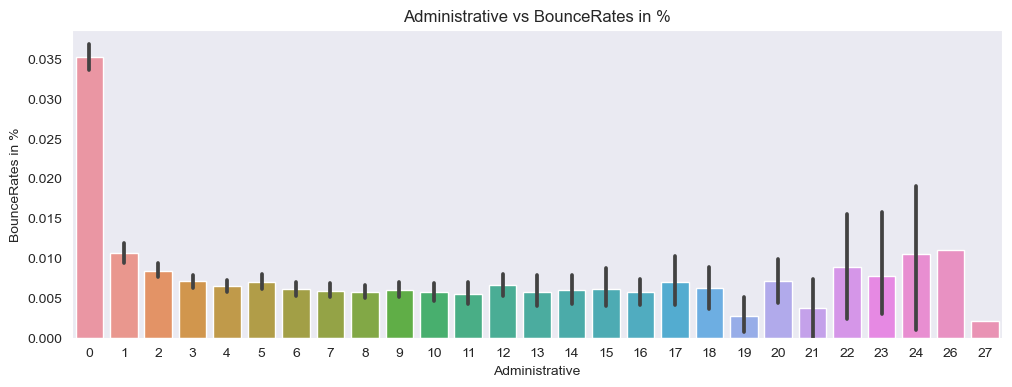 Administrative vs BounceRates in %
BounceRates in %
0.035
0.030
0.025
0.020
0.015
0.010
0.005
0.000
0 1 2 3 4 5 6 7 8 9 10 11 12 13 14 15 16 17 18 19 20 21 22 23 24 26 27
Administrative